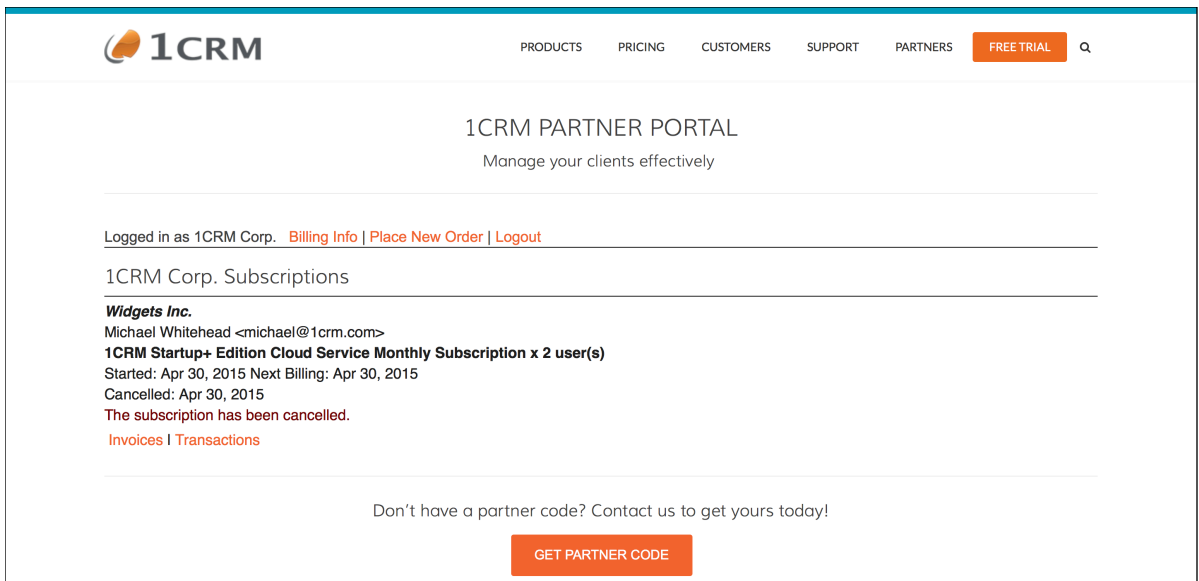 1CRM
PRODUCTS PRICING CUSTOMERS SUPPORT PARTNERS FREE TRIAL
1CRM PARTNER PORTAL
Manage your clients effectively
Logged in as 1CRM Corp. Billing Info | Place New Order | Logout
1CRM Corp. Subscriptions
Widgets Inc.
Michael Whitehead <michael@1crm.com>
1CRM Startup+ Edition Cloud Service Monthly Subscription x 2 user(s)
Started: Apr 30, 2015 Next Billing: Apr 30, 2015
Cancelled: Apr 30, 2015
The subscription has been cancelled.
Invoices | Transactions
Don't have a partner code? Contact us to get yours today!
GET PARTNER CODE